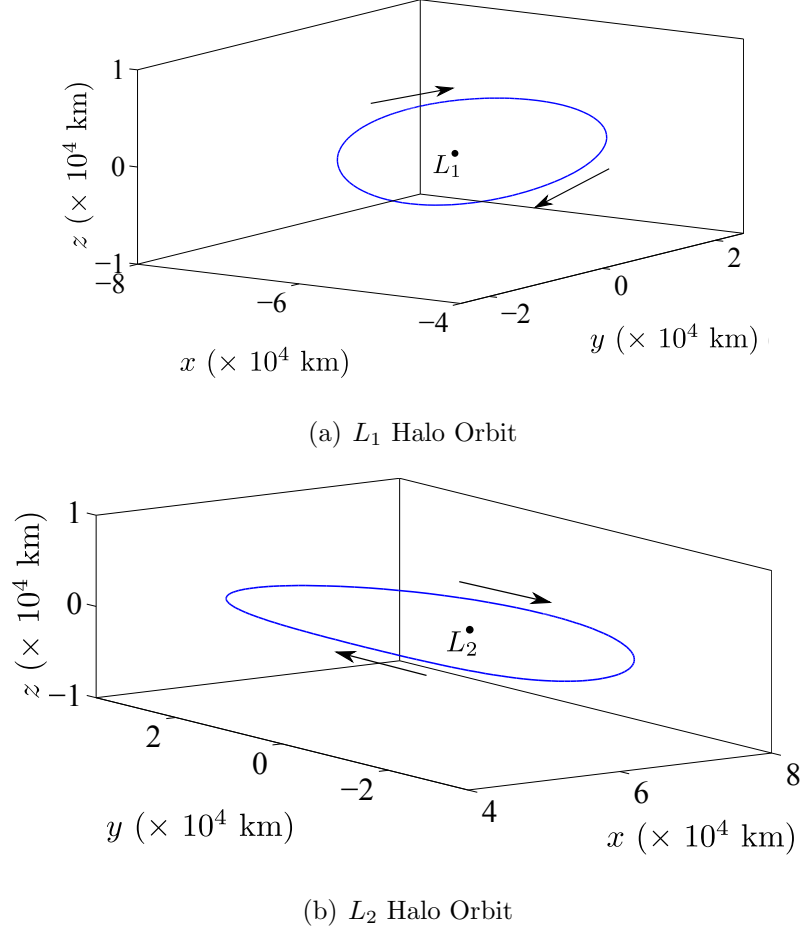 1
0
−1
z (× 10⁴ km)
−8
−6
−4
x (× 10⁴ km)
−2
0
2
y (× 10⁴ km)
L₁
(a) L₁ Halo Orbit
1
0
−1
z (× 10⁴ km)
2
0
−2
y (× 10⁴ km)
4
6
8
x (× 10⁴ km)
L₂
(b) L₂ Halo Orbit